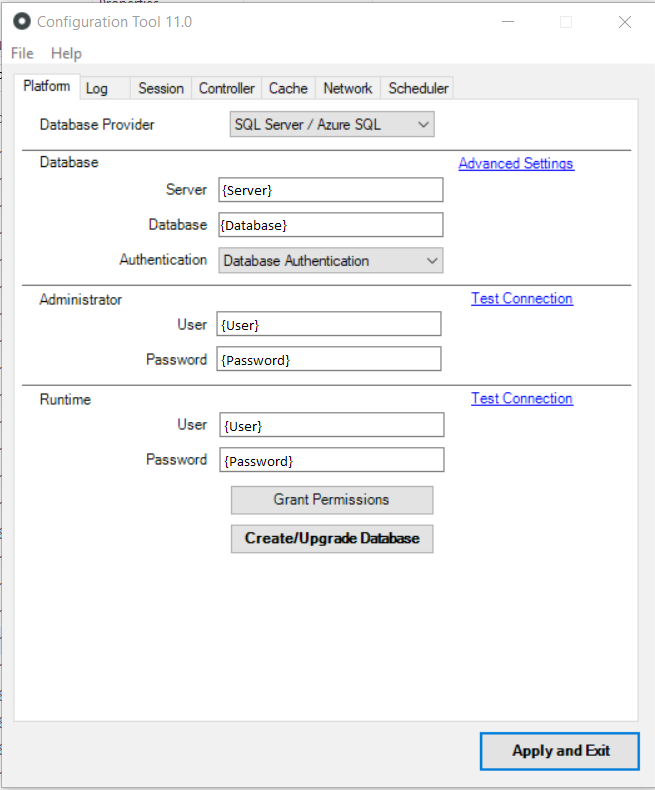 Configuration Tool 11.0
File Help
Platform Log Session Controller Cache Network Scheduler
Database Provider SQL Server / Azure SQL
Database Advanced Settings
Server {Server}
Database {Database}
Authentication Database Authentication
Administrator Test Connection
User {User}
Password {Password}
Runtime Test Connection
User {User}
Password {Password}
Grant Permissions
Create/Upgrade Database
Apply and Exit